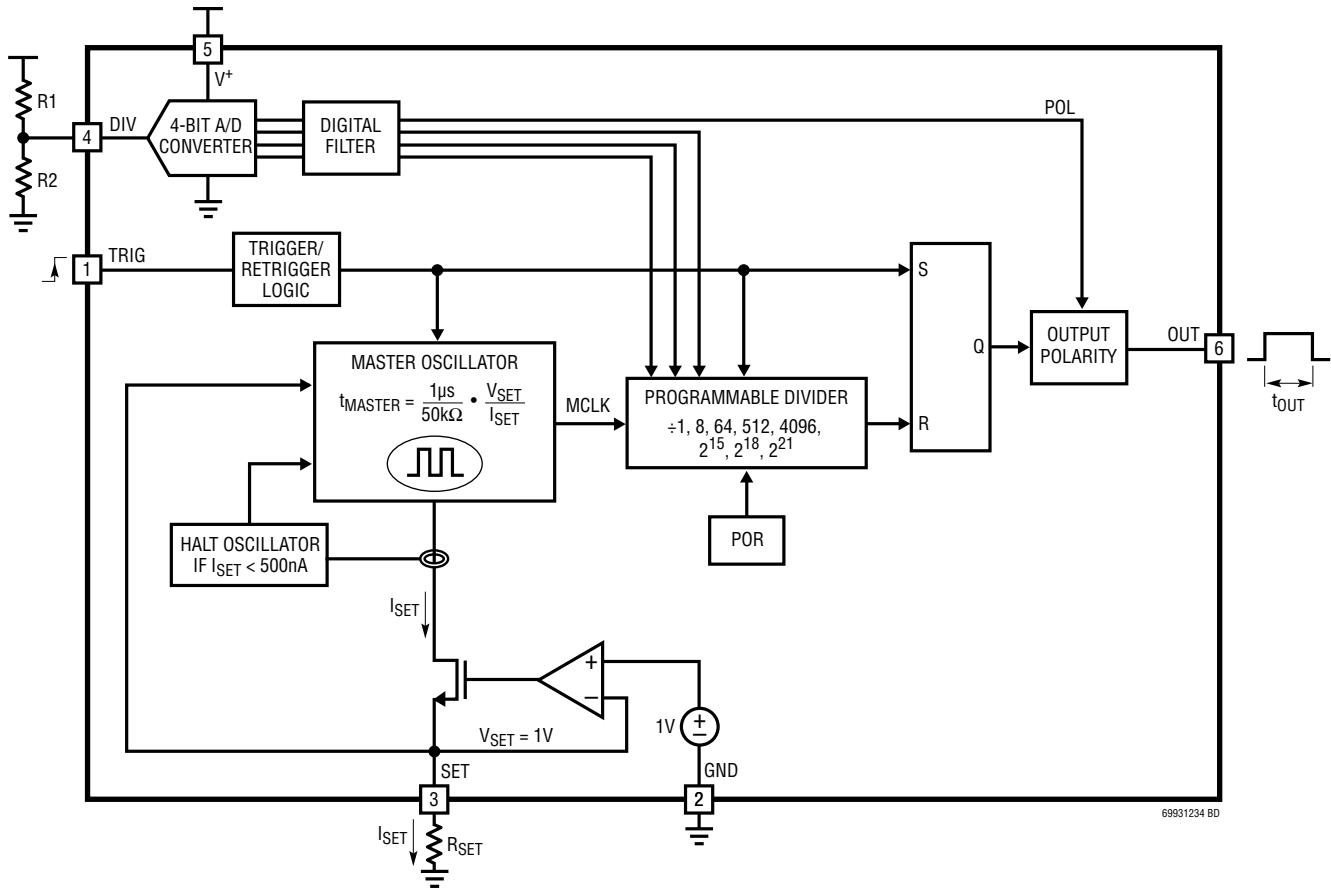 5
V+
R1
4
DIV
4-BIT A/D
CONVERTER
DIGITAL
FILTER
POL
R2
1
TRIG
TRIGGER/
RETRIGGER
LOGIC
S
Q
R
OUTPUT
POLARITY
OUT
6
tOUT
MASTER OSCILLATOR
tMASTER = 1µs/50kΩ • VSET/ISET
MCLK
PROGRAMMABLE DIVIDER
÷1, 8, 64, 512, 4096,
2^15, 2^18, 2^21
POR
HALT OSCILLATOR
IF ISET < 500nA
ISET
+
−
1V
+
−
VSET = 1V
SET
GND
3
2
ISET
RSET
69931234 BD